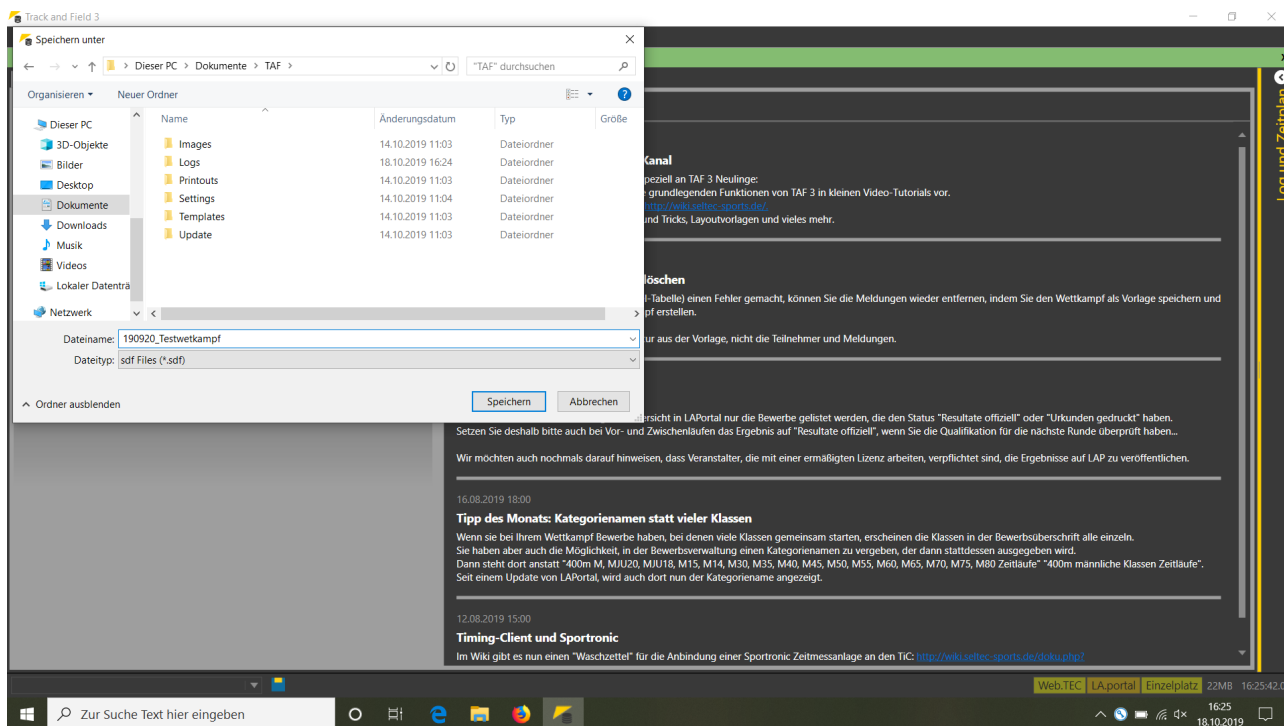 Track and Field 3
Speichern unter
Dieser PC > Dokumente > TAF >
"TAF" durchsuchen
Organisieren
Neuer Ordner
Name Änderungsdatum Typ Größe
Dieser PC
3D-Objekte
Bilder
Desktop
Dokumente
Downloads
Musik
Videos
Lokaler Datenträ
Netzwerk
Images 14.10.2019 11:03 Dateiordner
Logs 18.10.2019 16:24 Dateiordner
Printouts 14.10.2019 11:03 Dateiordner
Settings 14.10.2019 11:04 Dateiordner
Templates 14.10.2019 11:03 Dateiordner
Update 14.10.2019 11:03 Dateiordner
Dateiname: 190920_Testwetkampf
Dateityp: sdf Files (*.sdf)
Ordner ausblenden
Speichern
Abbrechen
Log und Zeitplan
Kanal
peziell an TAF 3 Neulinge:
e grundlegenden Funktionen von TAF 3 in kleinen Video-Tutorials vor.
http://wiki.seltec-sports.de/.
und Tricks, Layoutvorlagen und vieles mehr.
löschen
l-Tabelle) einen Fehler gemacht, können Sie die Meldungen wieder entfernen, indem Sie den Wettkampf als Vorlage speichern und
pf erstellen.
ur aus der Vorlage, nicht die Teilnehmer und Meldungen.
ersicht in LAPortal nur die Bewerbe gelistet werden, die den Status "Resultate offiziell" oder "Urkunden gedruckt" haben.
Setzen Sie deshalb bitte auch bei Vor- und Zwischenläufen das Ergebnis auf "Resultate offiziell", wenn Sie die Qualifikation für die nächste Runde überprüft haben...
Wir möchten auch nochmals darauf hinweisen, dass Veranstalter, die mit einer ermäßigten Lizenz arbeiten, verpflichtet sind, die Ergebnisse auf LAP zu veröffentlichen.
16.08.2019 18:00
Tipp des Monats: Kategorienamen statt vieler Klassen
Wenn sie bei Ihrem Wettkampf Bewerbe haben, bei denen viele Klassen gemeinsam starten, erscheinen die Klassen in der Bewerbsüberschrift alle einzeln.
Sie haben aber auch die Möglichkeit, in der Bewerbsverwaltung einen Kategorienamen zu vergeben, der dann stattdessen ausgegeben wird.
Dann steht dort anstatt "400m M, MJU20, MJU18, M15, M14, M30, M35, M40, M45, M50, M55, M60, M65, M70, M75, M80 Zeitläufe" "400m männliche Klassen Zeitläufe".
Seit einem Update von LAPortal, wird auch dort nun der Kategoriename angezeigt.
12.08.2019 15:00
Timing-Client und Sportronic
Im Wiki gibt es nun einen "Waschzettel" für die Anbindung einer Sportronic Zeitmessanlage an den TiC: http://wiki.seltec-sports.de/doku.php?
Web.TEC LA.portal Einzelplatz 22MB 16:25:42.0
Zur Suche Text hier eingeben
16:25
18.10.2019